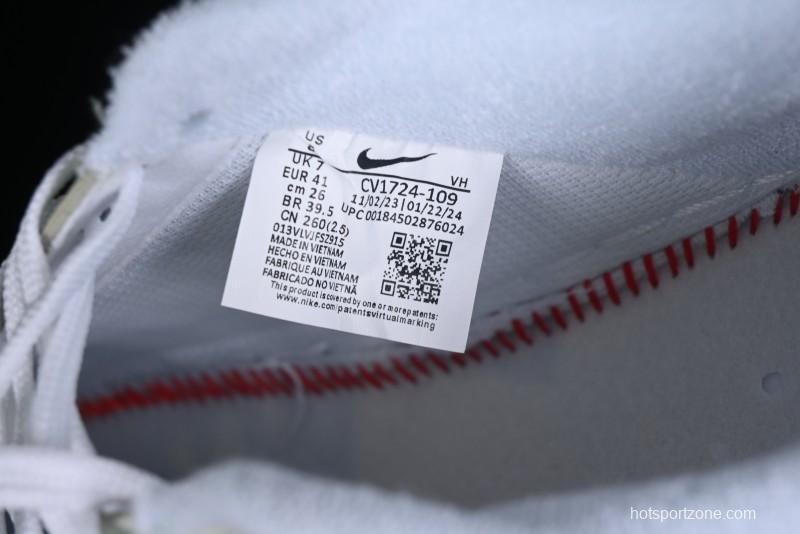 US
UK 7
EUR 41
cm 26
BR 39.5
CN 260(2.5)
VH
CV1724-109
11/02/23|01/22/24
UPC 00184502876024
013VLVJFSZ915
MADE IN VIETNAM
HECHO EN VIETNAM
FABRIQUE AU VIETNAM
FABRICADO NO VIETNÃ
This product is covered by one or more patents:
www.nike.com/patentsvirtualmarking
hotsportzone.com